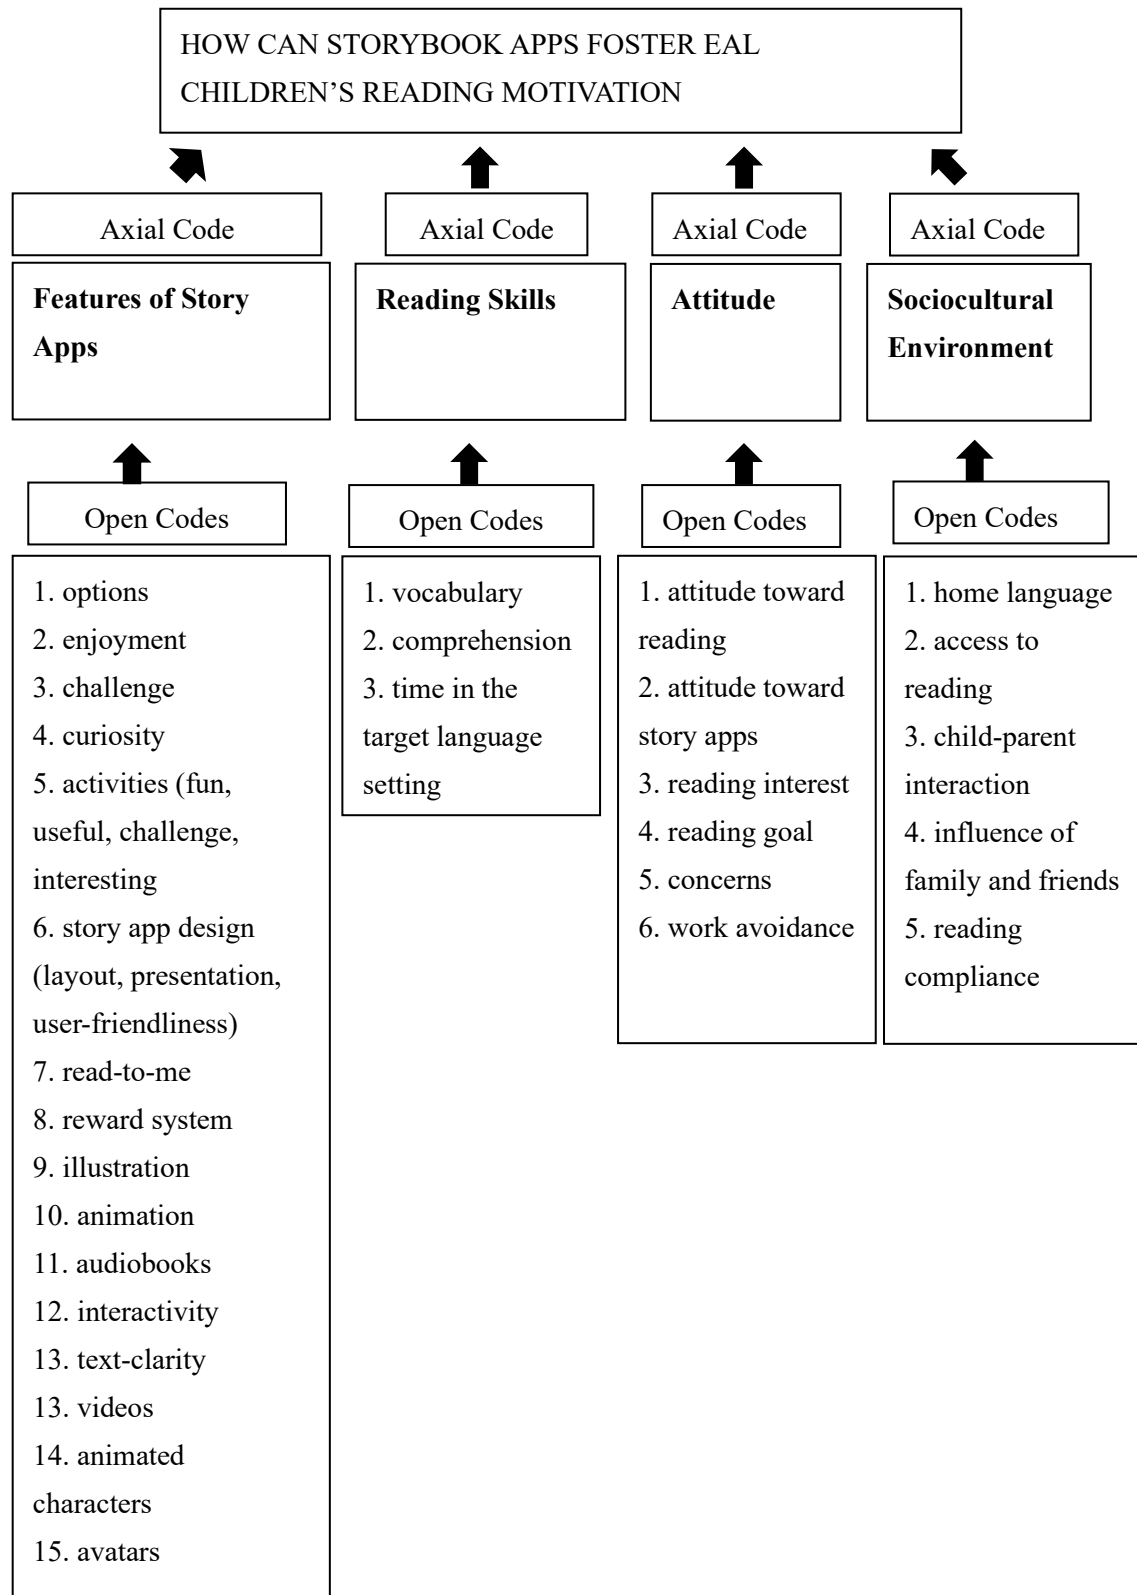 HOW CAN STORYBOOK APPS FOSTER EAL
CHILDREN’S READING MOTIVATION
Axial Code
Features of Story
Apps
Open Codes
1. options
2. enjoyment
3. challenge
4. curiosity
5. activities (fun,
useful, challenge,
interesting
6. story app design
(layout, presentation,
user-friendliness)
7. read-to-me
8. reward system
9. illustration
10. animation
11. audiobooks
12. interactivity
13. text-clarity
13. videos
14. animated
characters
15. avatars
Axial Code
Reading Skills
Open Codes
1. vocabulary
2. comprehension
3. time in the
target language
setting
Axial Code
Attitude
Open Codes
1. attitude toward
reading
2. attitude toward
story apps
3. reading interest
4. reading goal
5. concerns
6. work avoidance
Axial Code
Sociocultural
Environment
Open Codes
1. home language
2. access to
reading
3. child-parent
interaction
4. influence of
family and friends
5. reading
compliance